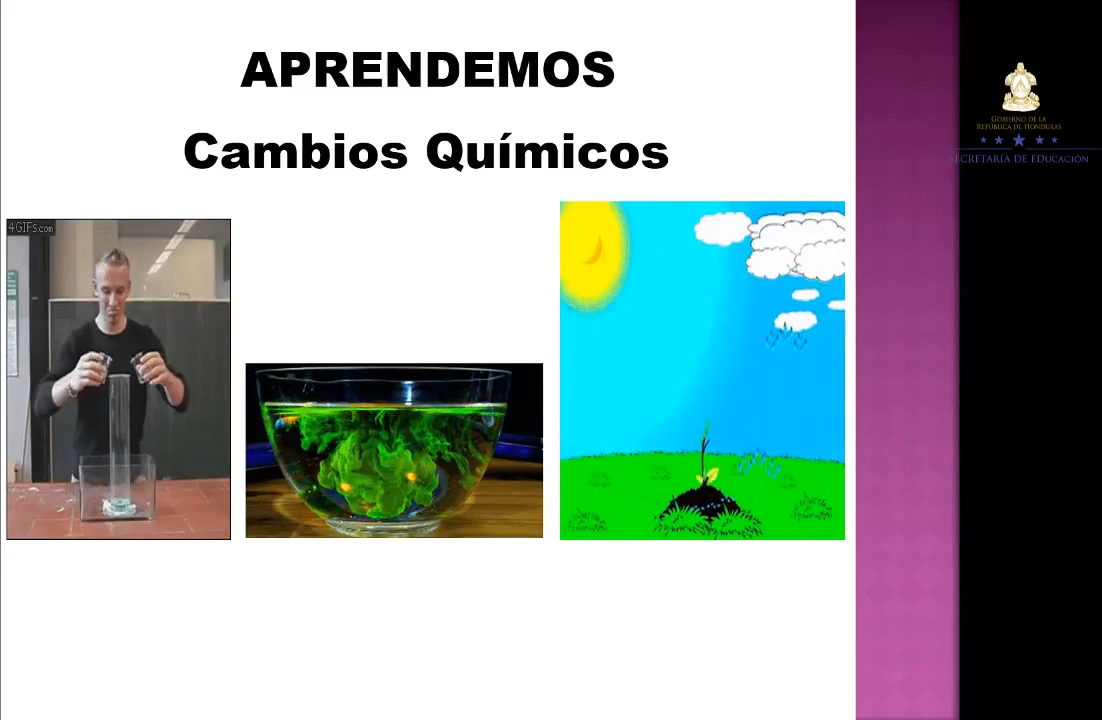 APRENDEMOS
Cambios Químicos
4GIFs.com
GOBIERNO DE LA
REPÚBLICA DE HONDURAS
SECRETARÍA DE EDUCACIÓN